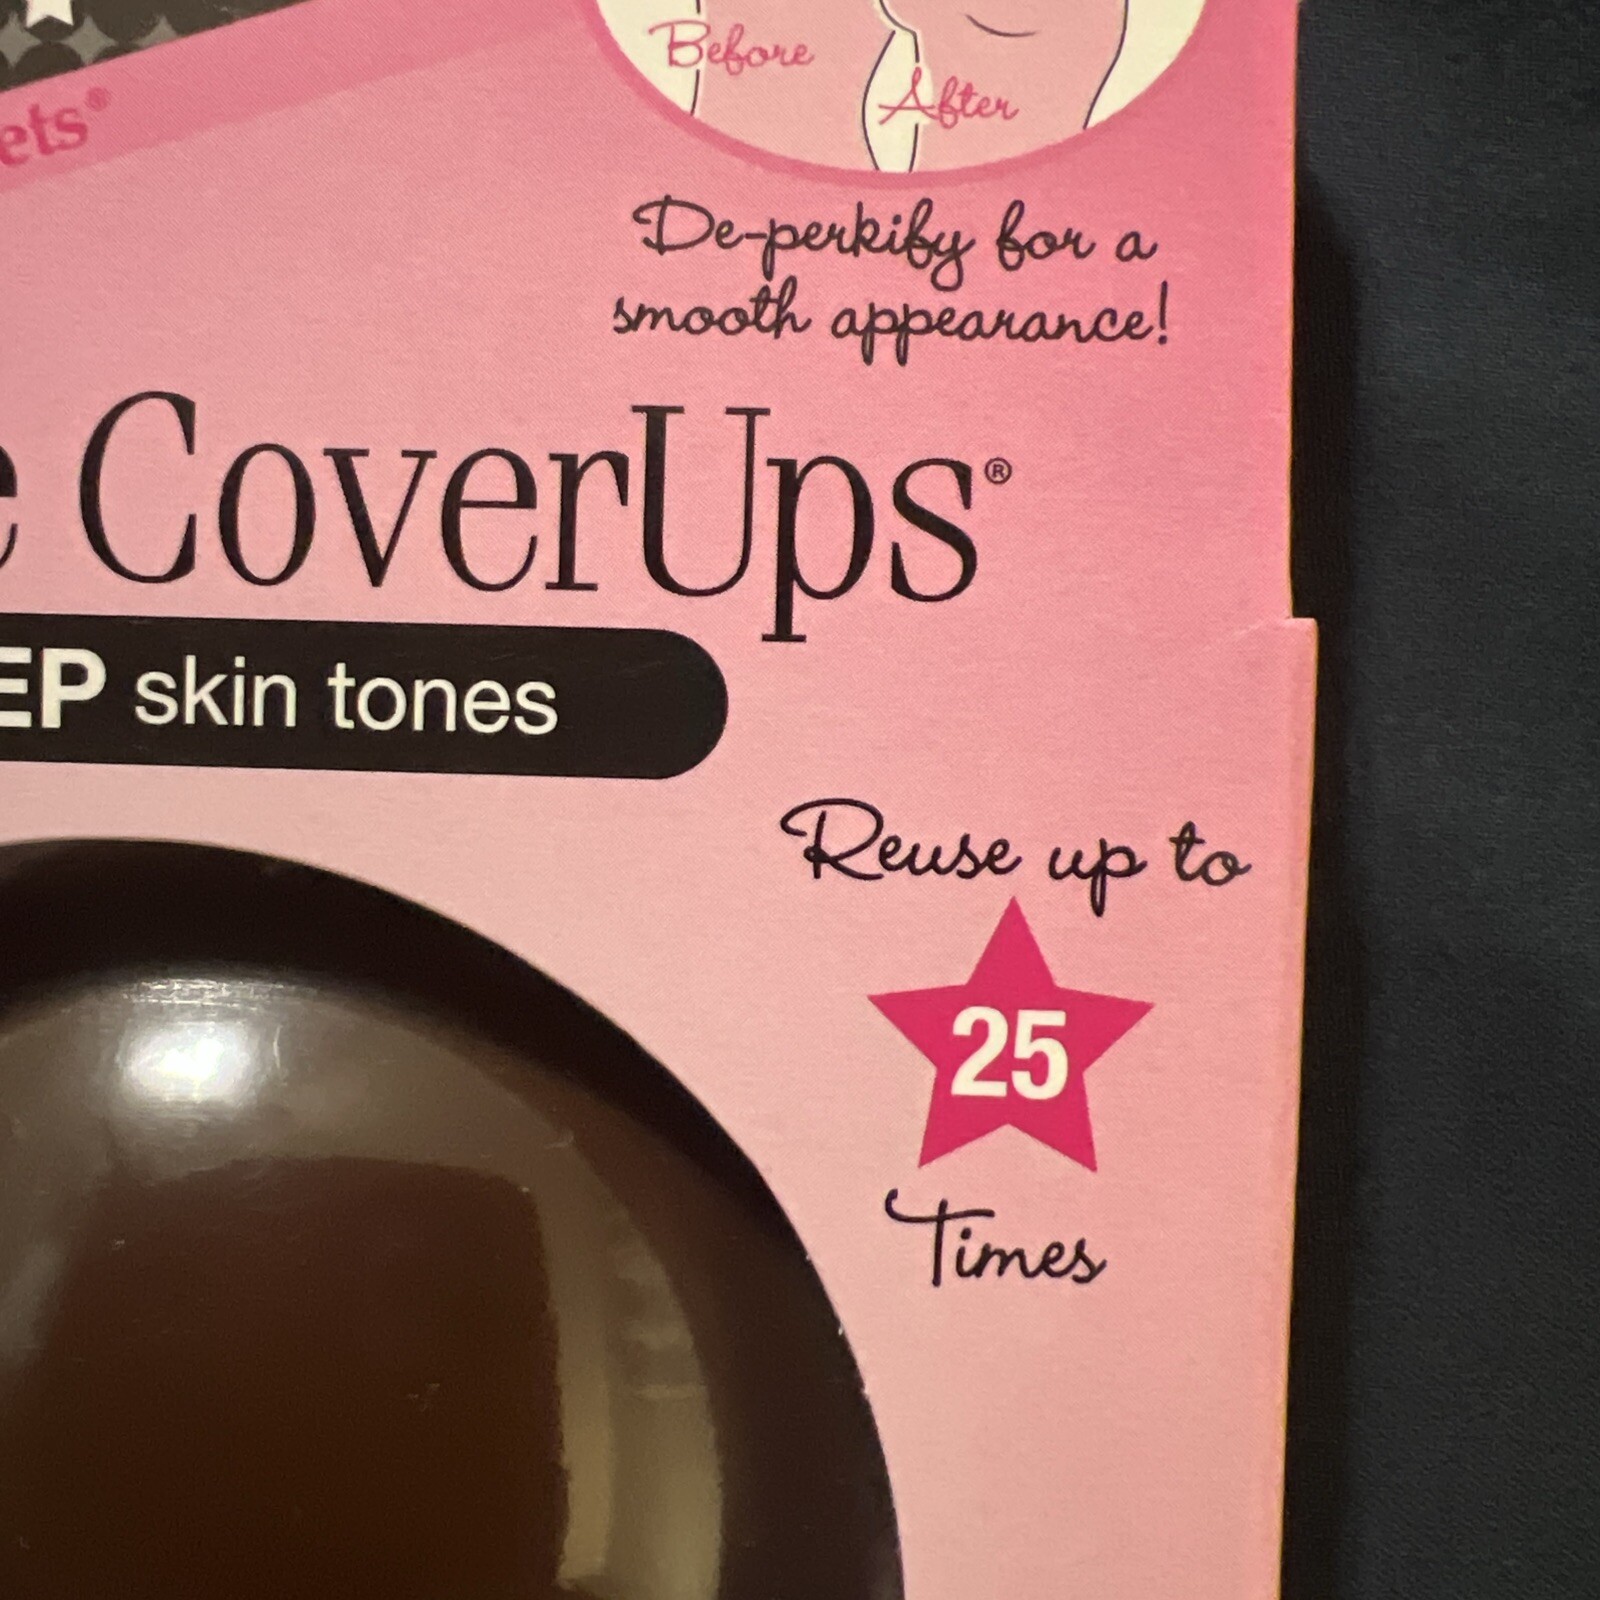 Before
After
ets®
De-perkify for a
smooth appearance!
e CoverUps®
EP skin tones
Reuse up to
25
Times